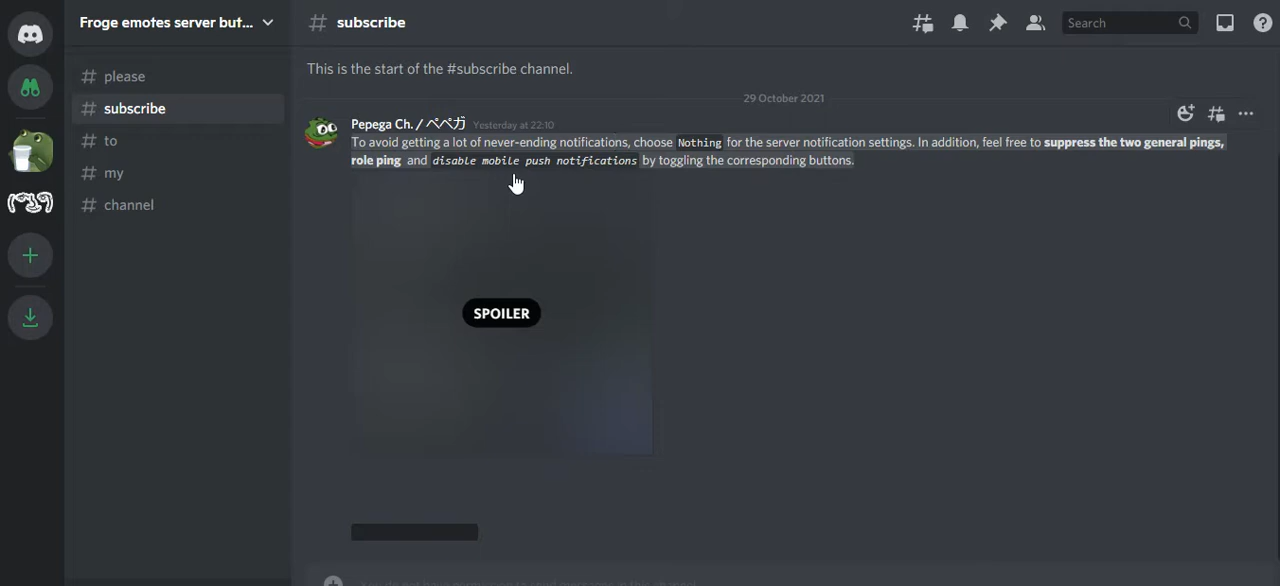 Froge emotes server but...
# subscribe
Search
# please
# subscribe
# to
# my
# channel
This is the start of the #subscribe channel.
29 October 2021
Pepega Ch. / ペペガ Yesterday at 22:10
To avoid getting a lot of never-ending notifications, choose Nothing for the server notification settings. In addition, feel free to suppress the two general pings,
role ping and disable mobile push notifications by toggling the corresponding buttons.
SPOILER